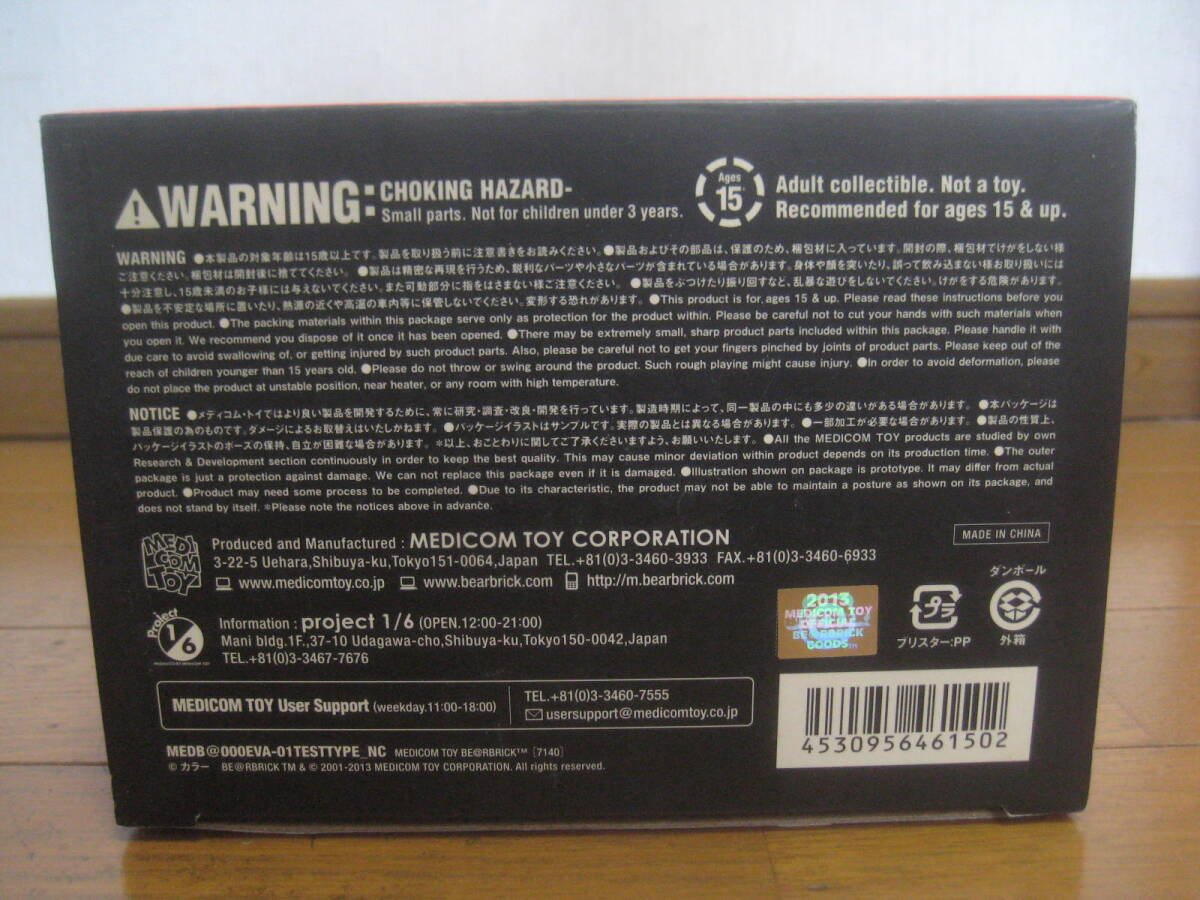 WARNING: CHOKING HAZARD-
Small parts. Not for children under 3 years.
Ages
15+
Adult collectible. Not a toy.
Recommended for ages 15 & up.
WARNING ●本製品の対象年齢は15歳以上です。製品を取り扱う前に注意書きをお読みください。●製品およびその部品は、保護のため、梱包材に入っています。開封の際、梱包材でけがをしない様
ご注意ください。梱包材は開封後に捨ててください。●製品は精密な再現を行うため、鋭利なパーツや小さなパーツが含まれている場合があります。身体や顔を突いたり、誤って飲み込まない様お取り扱いには
十分注意し、15歳未満のお子様には与えないでください。また可動部分に指をはさまない様ご注意ください。●製品をぶつけたり振り回すなど、乱暴な遊びをしないでください。けがをする危険があります。
●製品を不安定な場所に置いたり、熱源の近くや高温の車内等に保管しないでください。変形する恐れがあります。●This product is for ages 15 & up. Please read these instructions before you
open this product. ●The packing materials within this package serve only as protection for the product within. Please be careful not to cut your hands with such materials when
you open it. We recommend you dispose of it once it has been opened. ●There may be extremely small, sharp product parts included within this package. Please handle it with
due care to avoid swallowing of, or getting injured by such product parts. Also, please be careful not to get your fingers pinched by joints of product parts. Please keep out of the
reach of children younger than 15 years old. ●Please do not throw or swing around the product. Such rough playing might cause injury. ●In order to avoid deformation, please
do not place the product at unstable position, near heater, or any room with high temperature.
NOTICE ●メディコム・トイではより良い製品を開発するために、常に研究・調査・改良・開発を行っています。製造時期によって、同一製品の中にも多少の違いがある場合があります。●本パッケージは
製品保護の為のものです。ダメージによるお取替えはいたしかねます。●パッケージイラストはサンプルです。実際の製品とは異なる場合があります。●一部加工が必要な場合があります。●製品の性質上、
パッケージイラストのポーズの保持、自立が困難な場合があります。＊以上、おことわりに関してご了承くださいますよう、お願いいたします。●All the MEDICOM TOY products are studied by own
Research & Development section continuously in order to keep the best quality. This may cause minor deviation within product depends on its production time. ●The outer
package is just a protection against damage. We can not replace this package even if it is damaged. ●Illustration shown on package is prototype. It may differ from actual
product. ●Product may need some process to be completed. ●Due to its characteristic, the product may not be able to maintain a posture as shown on its package, and
does not stand by itself. *Please note the notices above in advance.
MEDI
COM
TOY
Produced and Manufactured : MEDICOM TOY CORPORATION
3-22-5 Uehara,Shibuya-ku,Tokyo151-0064,Japan TEL.+81(0)3-3460-3933 FAX.+81(0)3-3460-6933
www.medicomtoy.co.jp www.bearbrick.com http://m.bearbrick.com
MADE IN CHINA
Project
1/6
PRODUCED BY MEDICOM TOY
Information : project 1/6 (OPEN.12:00-21:00)
Mani bldg.1F.,37-10 Udagawa-cho,Shibuya-ku,Tokyo150-0042,Japan
TEL.+81(0)3-3467-7676
2013
MEDICOM TOY
OFFICIAL
BE@RBRICK
GOODS™
プラ
ブリスター:PP
ダンボール
外箱
MEDICOM TOY User Support (weekday.11:00-18:00)
TEL.+81(0)3-3460-7555
usersupport@medicomtoy.co.jp
4530956461502
MEDB@000EVA-01TESTTYPE_NC MEDICOM TOY BE@RBRICK™ [7140]
© カラー BE@RBRICK TM & © 2001-2013 MEDICOM TOY CORPORATION. All rights reserved.